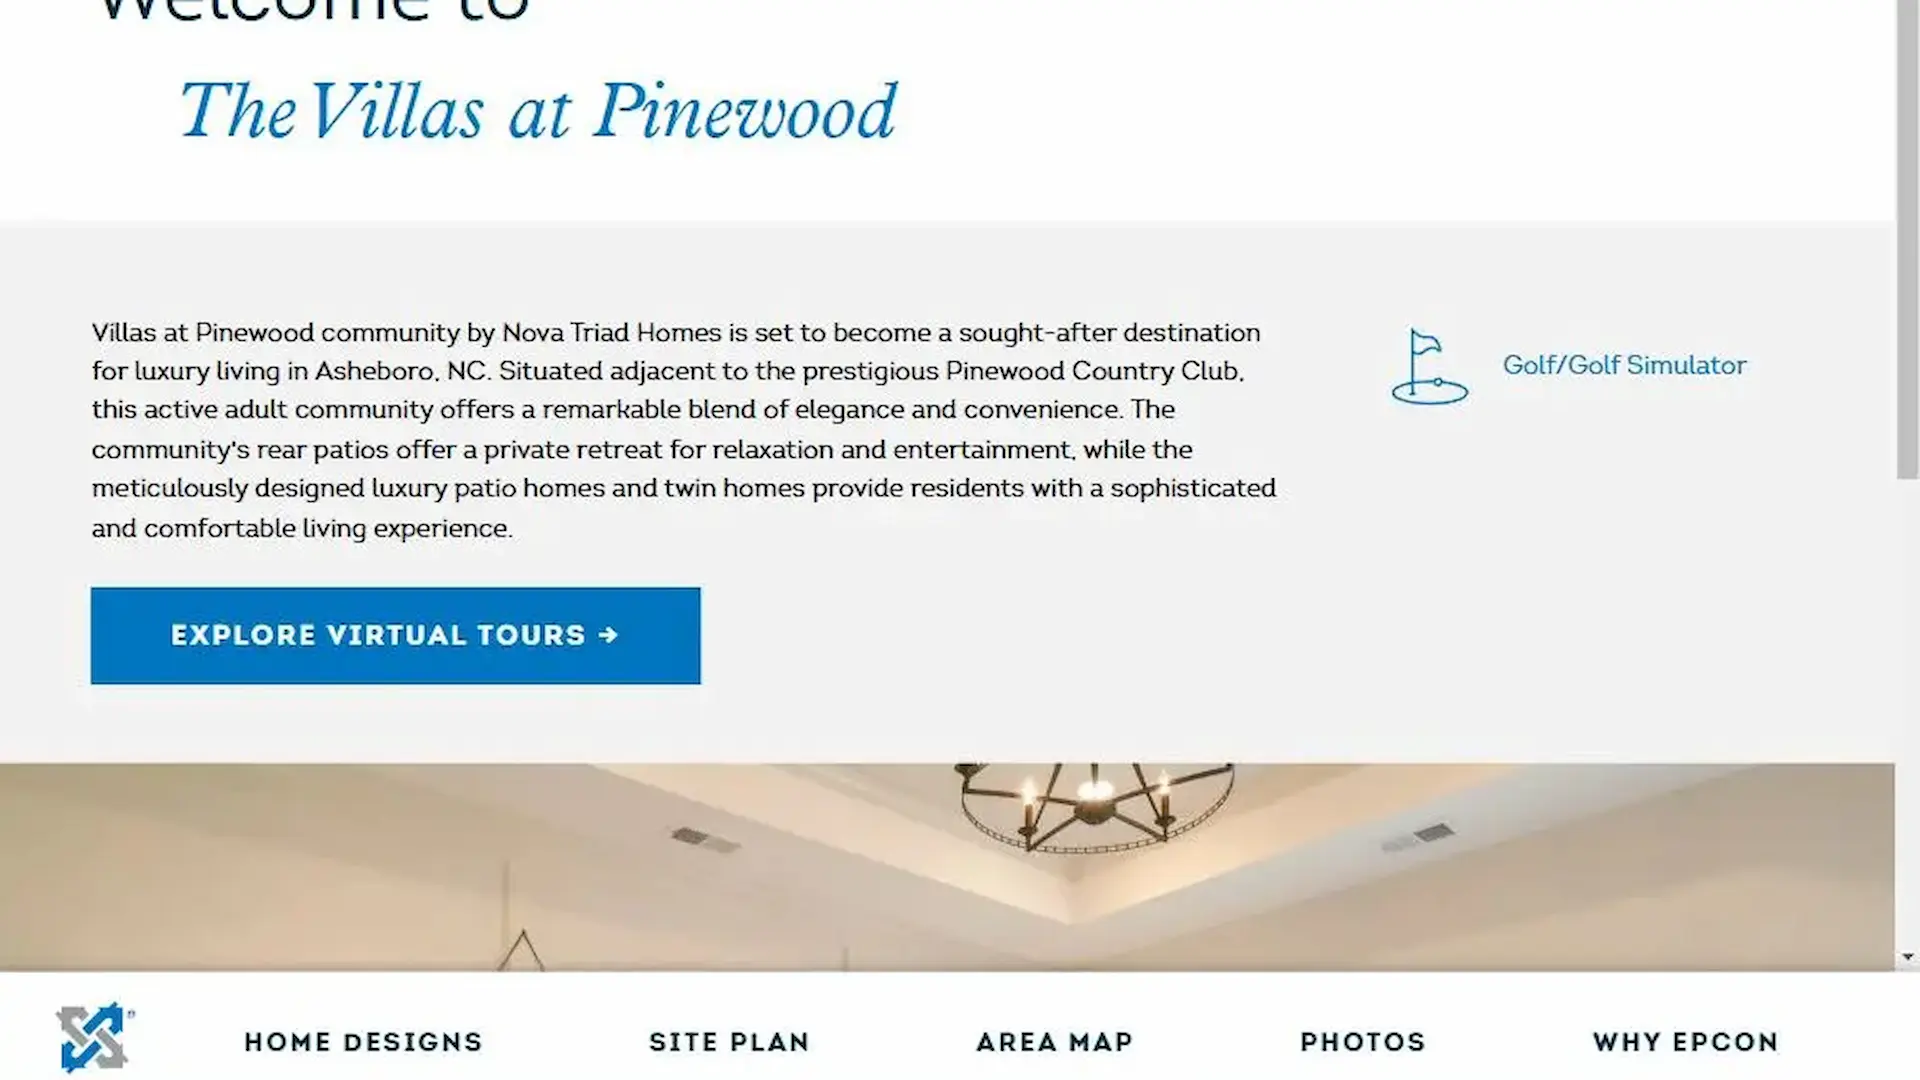 Welcome to
The Villas at Pinewood
Villas at Pinewood community by Nova Triad Homes is set to become a sought-after destination
for luxury living in Asheboro, NC. Situated adjacent to the prestigious Pinewood Country Club,
this active adult community offers a remarkable blend of elegance and convenience. The
community's rear patios offer a private retreat for relaxation and entertainment, while the
meticulously designed luxury patio homes and twin homes provide residents with a sophisticated
and comfortable living experience.
Golf/Golf Simulator
EXPLORE VIRTUAL TOURS →
HOME DESIGNS
SITE PLAN
AREA MAP
PHOTOS
WHY EPCON